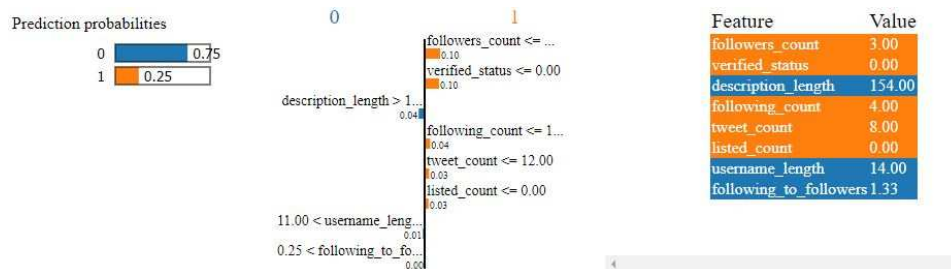 Prediction probabilities
0 0.75
1 0.25
0 1
followers_count <= ...
0.10
verified_status <= 0.00
0.10
description_length > 1...
0.04
following_count <= 1...
0.04
tweet_count <= 12.00
0.03
listed_count <= 0.00
0.03
11.00 < username_leng...
0.01
0.25 < following_to_fo...
0.00
Feature Value
followers_count 3.00
verified_status 0.00
description_length 154.00
following_count 4.00
tweet_count 8.00
listed_count 0.00
username_length 14.00
following_to_followers 1.33